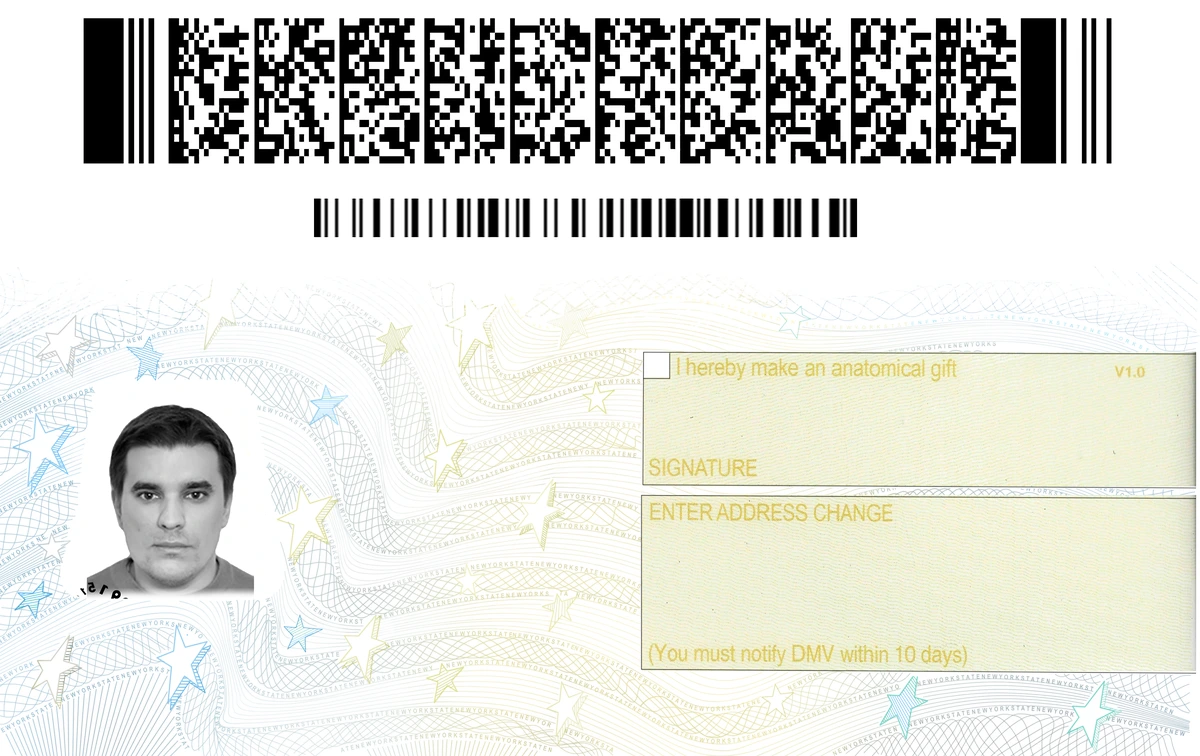 I hereby make an anatomical gift
V1.0
SIGNATURE
ENTER ADDRESS CHANGE
(You must notify DMV within 10 days)